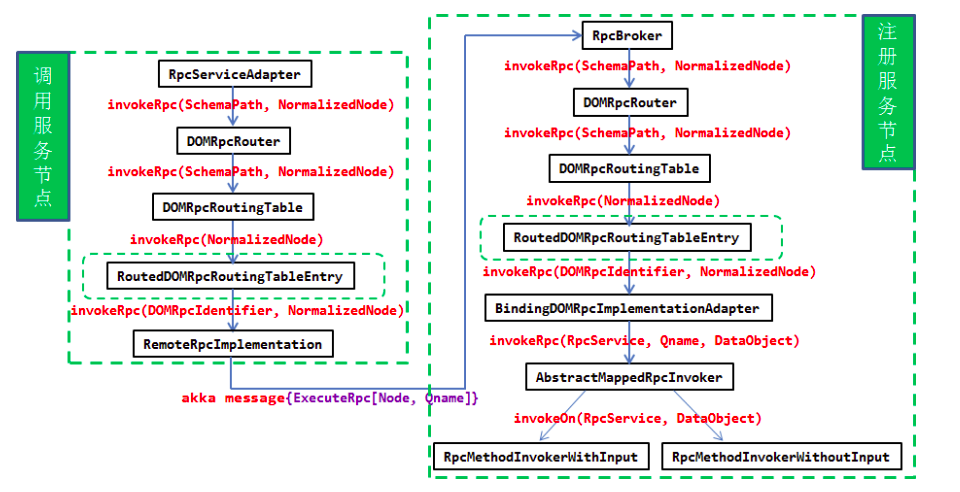 调用服务节点
RpcServiceAdapter
invokeRpc(SchemaPath, NormalizedNode)
DOMRpcRouter
invokeRpc(SchemaPath, NormalizedNode)
DOMRpcRoutingTable
invokeRpc(NormalizedNode)
RoutedDOMRpcRoutingTableEntry
invokeRpc(DOMRpcIdentifier, NormalizedNode)
RemoteRpcImplementation
akka message{ExecuteRpc[Node, Qname]}
注册服务节点
RpcBroker
invokeRpc(SchemaPath, NormalizedNode)
DOMRpcRouter
invokeRpc(SchemaPath, NormalizedNode)
DOMRpcRoutingTable
invokeRpc(NormalizedNode)
RoutedDOMRpcRoutingTableEntry
invokeRpc(DOMRpcIdentifier, NormalizedNode)
BindingDOMRpcImplementationAdapter
invokeRpc(RpcService, Qname, DataObject)
AbstractMappedRpcInvoker
invokeOn(RpcService, DataObject)
RpcMethodInvokerWithInput
RpcMethodInvokerWithoutInput